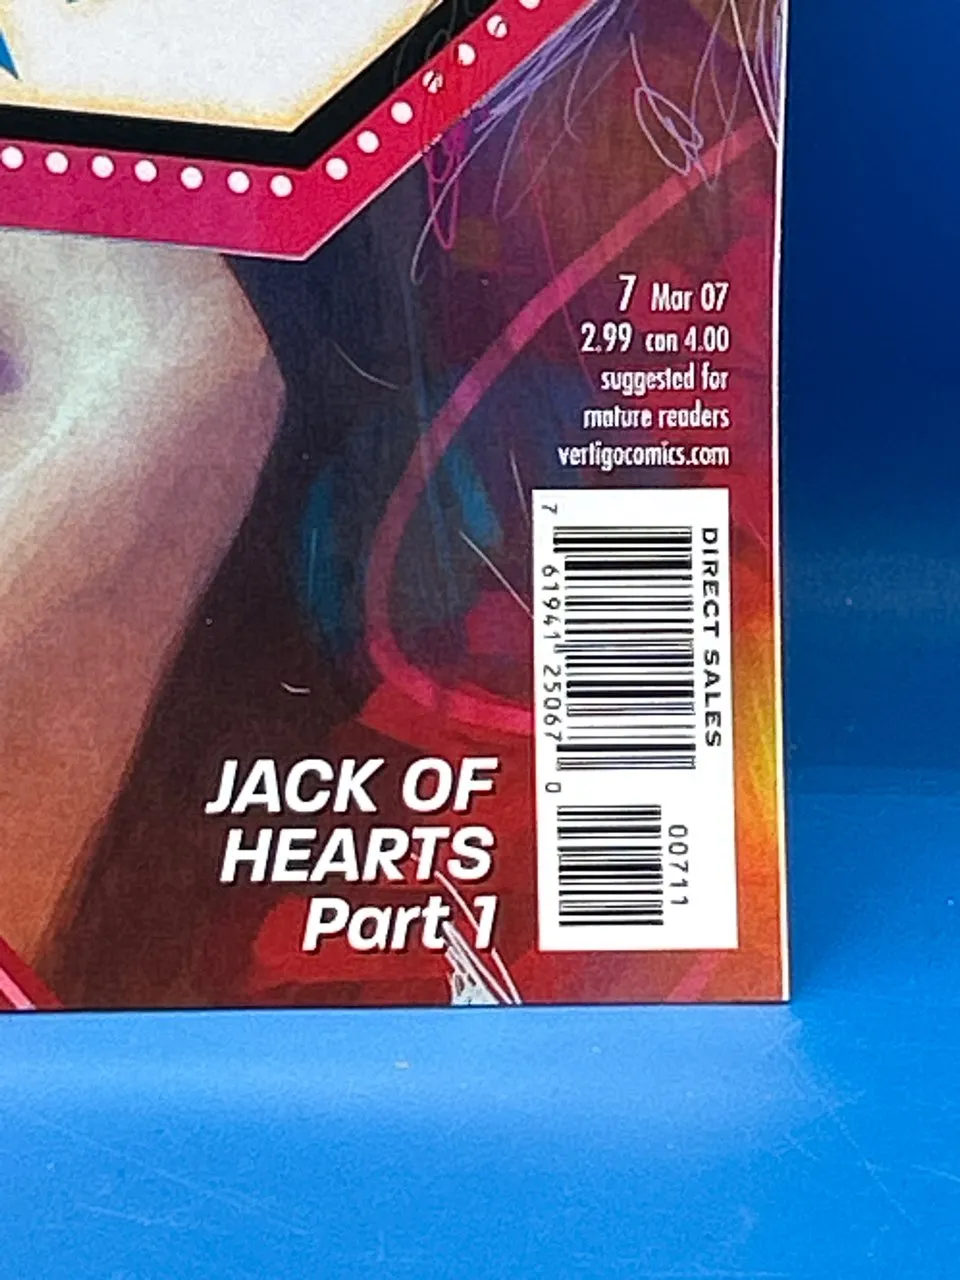 7 Mar 07
2.99 can 4.00
suggested for
mature readers
vertigocomics.com
DIRECT SALES
7 61941 25067 0
00711
JACK OF
HEARTS
Part 1